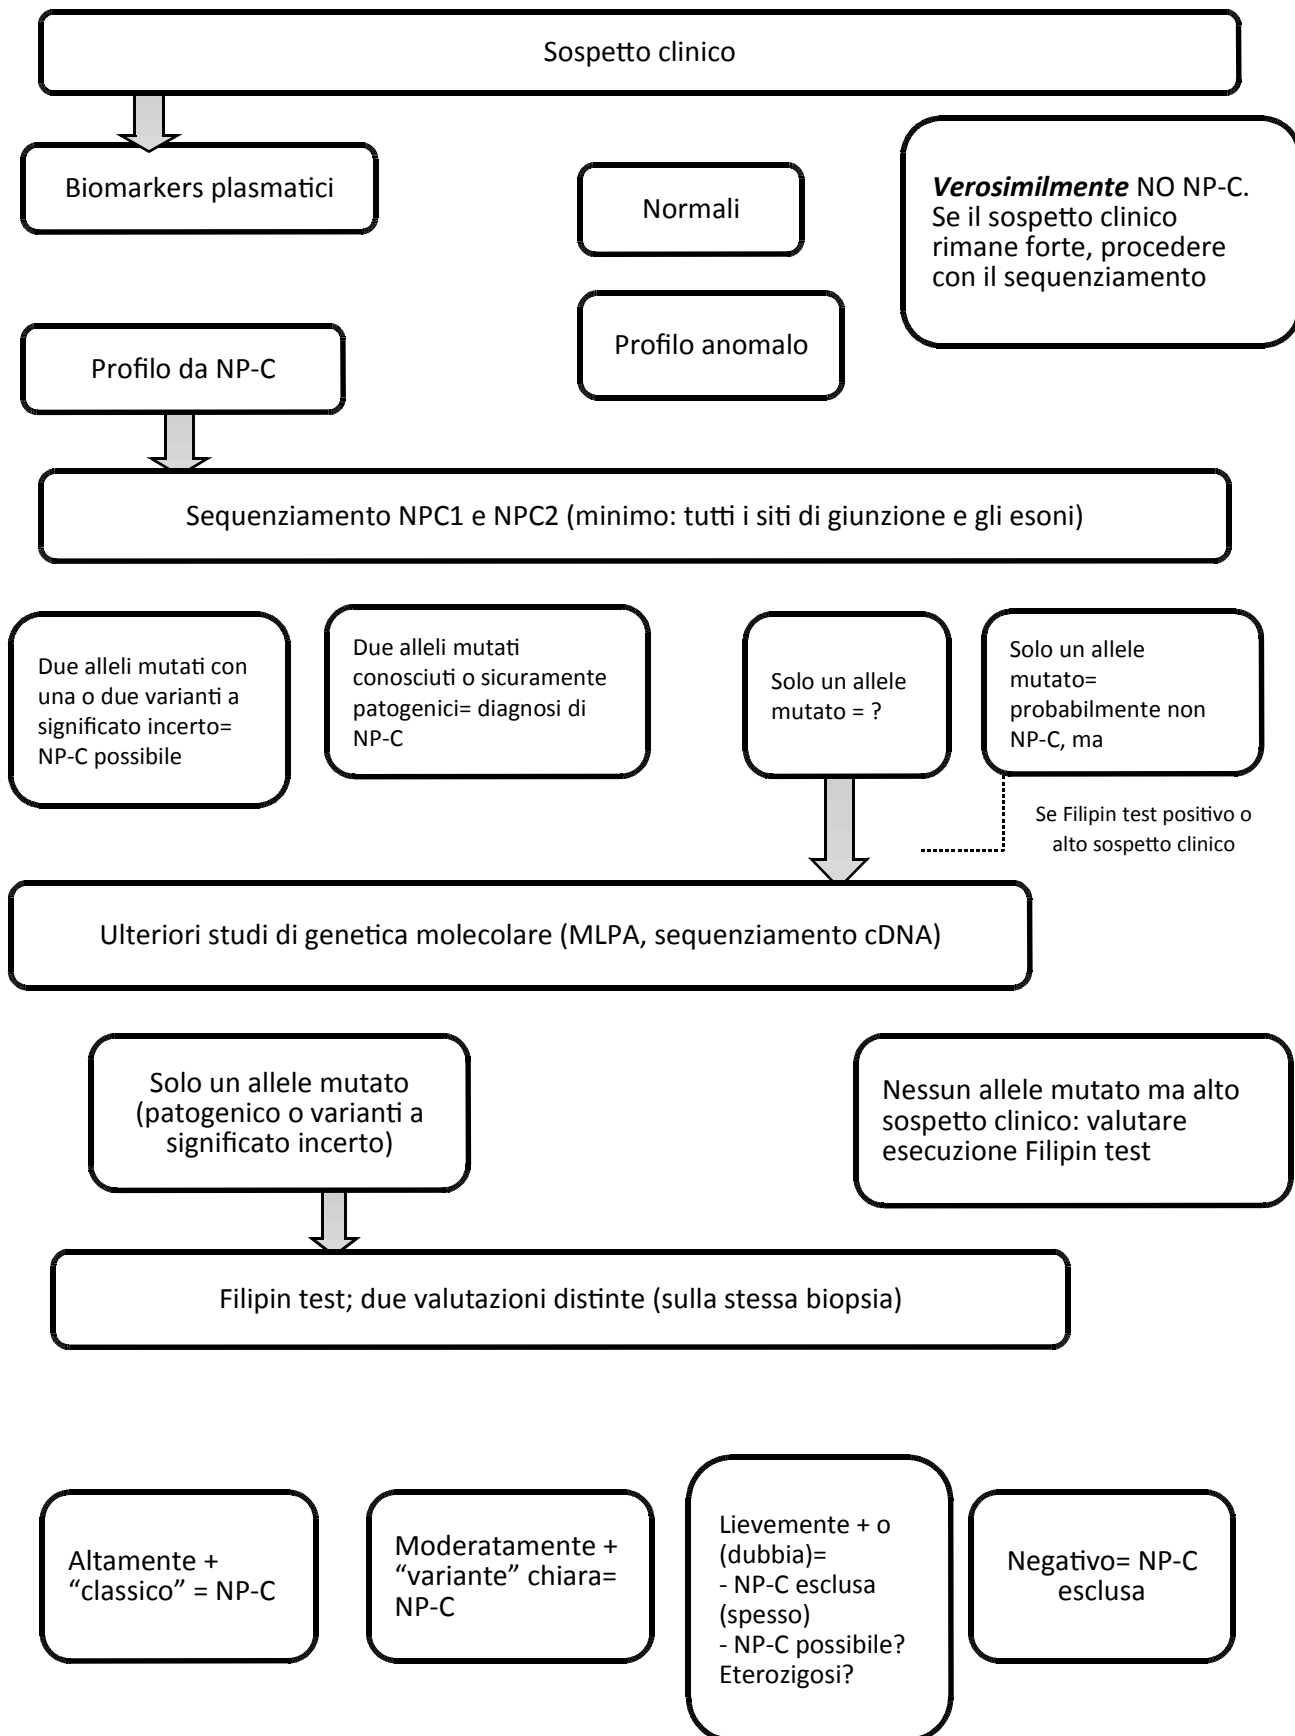 Sospetto clinico
Biomarkers plasmatici
Normali
Verosimilmente NO NP-C.
Se il sospetto clinico
rimane forte, procedere
con il sequenziamento
Profilo anomalo
Profilo da NP-C
Sequenziamento NPC1 e NPC2 (minimo: tutti i siti di giunzione e gli esoni)
Due alleli mutati con
una o due varianti a
significato incerto=
NP-C possibile
Due alleli mutati
conosciuti o sicuramente
patogenici= diagnosi di
NP-C
Solo un allele
mutato = ?
Solo un allele
mutato=
probabilmente non
NP-C, ma
Se Filipin test positivo o
alto sospetto clinico
Ulteriori studi di genetica molecolare (MLPA, sequenziamento cDNA)
Solo un allele mutato
(patogenico o varianti a
significato incerto)
Nessun allele mutato ma alto
sospetto clinico: valutare
esecuzione Filipin test
Filipin test; due valutazioni distinte (sulla stessa biopsia)
Altamente +
“classico” = NP-C
Moderatamente +
“variante” chiara=
NP-C
Lievemente + o
(dubbia)=
- NP-C esclusa
(spesso)
- NP-C possibile?
Eterozigosi?
Negativo= NP-C
esclusa